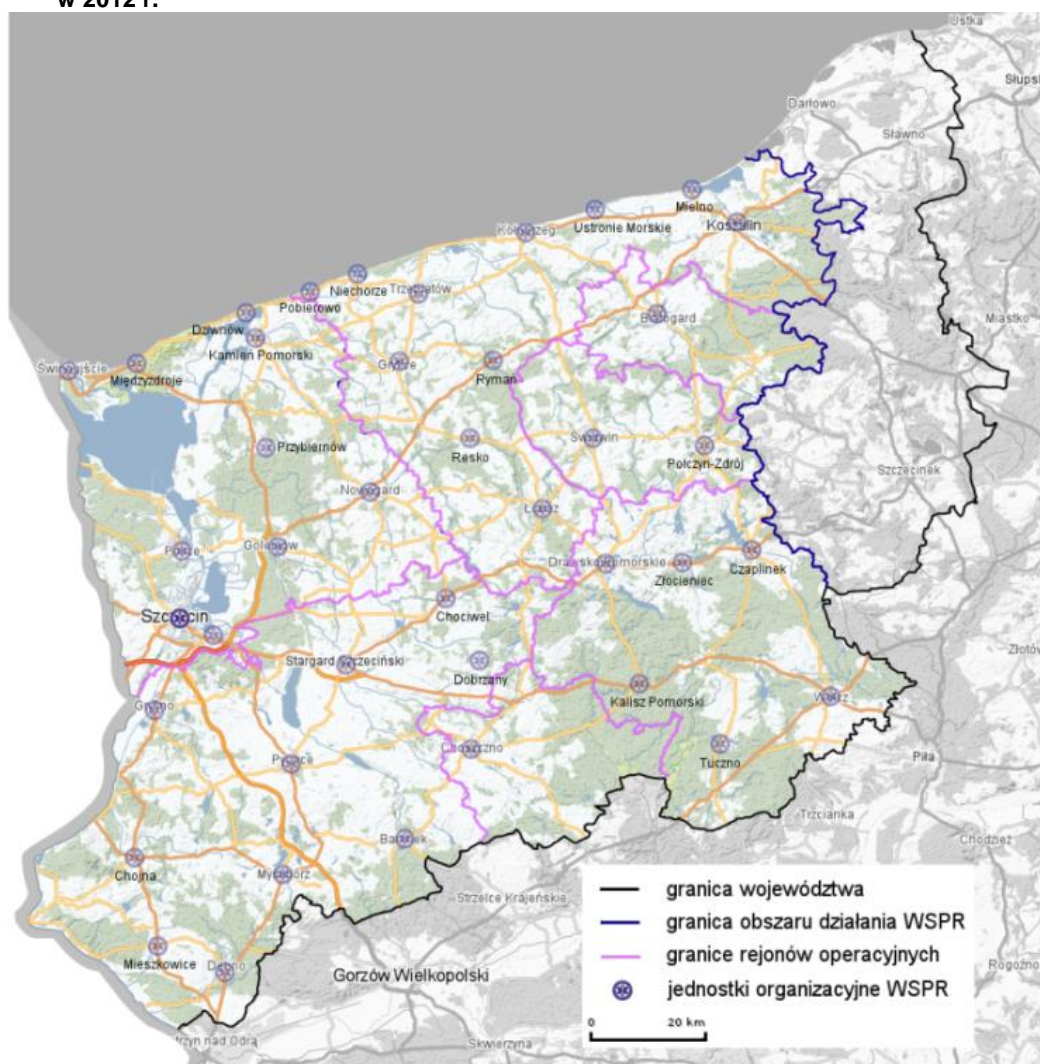 w 2012 r.
Ustka
Słupsk
Darłowo
Sławno
Mielno
Koszalin
Ustronie Morskie
Kołobrzeg
Niechorze
Trzebiatów
Pobierowo
Białogard
Miastko
Dziwnów
Kamień Pomorski
Świnoujście
Międzyzdroje
Gryfice
Ryman
Przybiernów
Resko
Świdwin
Połczyn-Zdrój
Szczecinek
Nowogard
Łobez
Police
Goleniów
Drawsko Pomorskie
Złocieniec
Czaplinek
Chociwel
Szczecin
Stargard Szczeciński
Dobrzany
Złotów
Kalisz Pomorski
Wałcz
Gryfino
Choszczno
Tuczno
Piła
Pyrzyce
Trzcianka
Barlinek
Chodzież
Chojna
Myślibórz
Strzelce Krajeńskie
granica województwa
granica obszaru działania WSPR
granice rejonów operacyjnych
jednostki organizacyjne WSPR
Mieszkowice
Dębno
Gorzów Wielkopolski
Rogoźno
0 20 km
trzyn nad Odrą
Skwierzyna